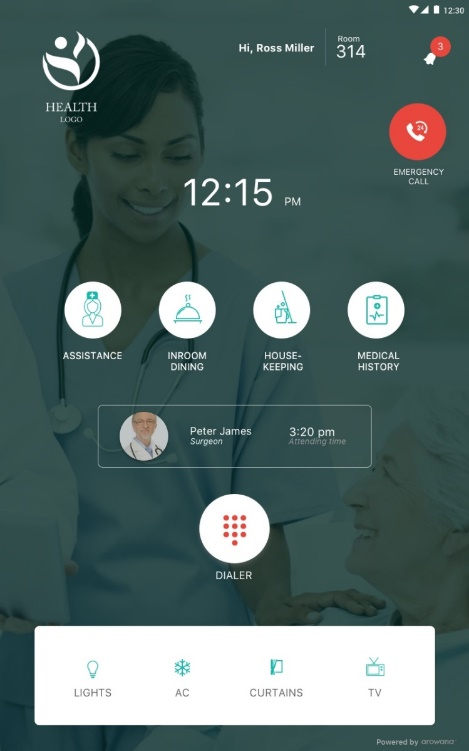 12:30
Hi, Ross Miller
Room
314
3
HEALTH
LOGO
24
EMERGENCY
CALL
12:15 PM
ASSISTANCE
INROOM
DINING
HOUSE-
KEEPING
MEDICAL
HISTORY
Peter James
Surgeon
3:20 pm
Attending time
DIALER
LIGHTS
AC
CURTAINS
TV
Powered by arowana